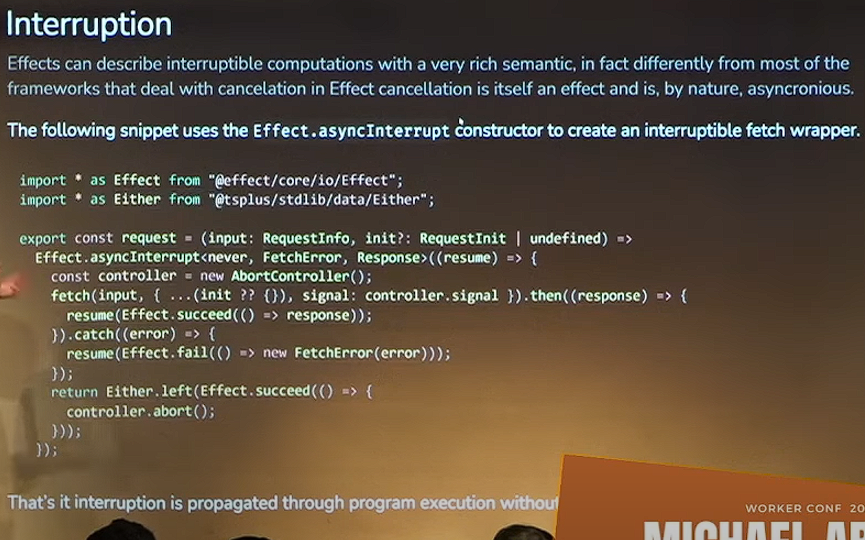 Interruption
Effects can describe interruptible computations with a very rich semantic, in fact differently from most of the
frameworks that deal with cancelation in Effect cancellation is itself an effect and is, by nature, asyncronious.
The following snippet uses the Effect.asyncInterrupt constructor to create an interruptible fetch wrapper.
import * as Effect from "@effect/core/io/Effect";
import * as Either from "@tsplus/stdlib/data/Either";
export const request = (input: RequestInfo, init?: RequestInit | undefined) =>
Effect.asyncInterrupt<never, FetchError, Response>((resume) => {
const controller = new AbortController();
fetch(input, { ...(init ?? {}), signal: controller.signal }).then((response) => {
resume(Effect.succeed(() => response));
}).catch((error) => {
resume(Effect.fail(() => new FetchError(error)));
});
return Either.left(Effect.succeed(() => {
controller.abort();
}));
});
That's it interruption is propagated through program execution without
WORKER CONF 20
MICHAEL